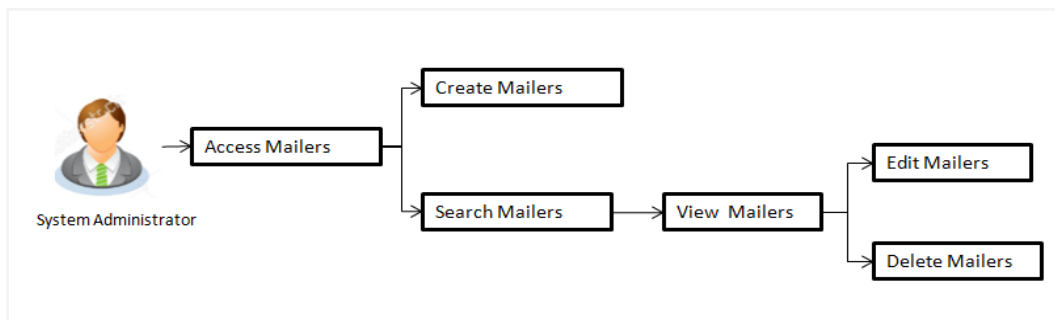 Create Mailers
Access Mailers
Edit Mailers
Search Mailers
View  Mailers
System Administrator
Delete Mailers